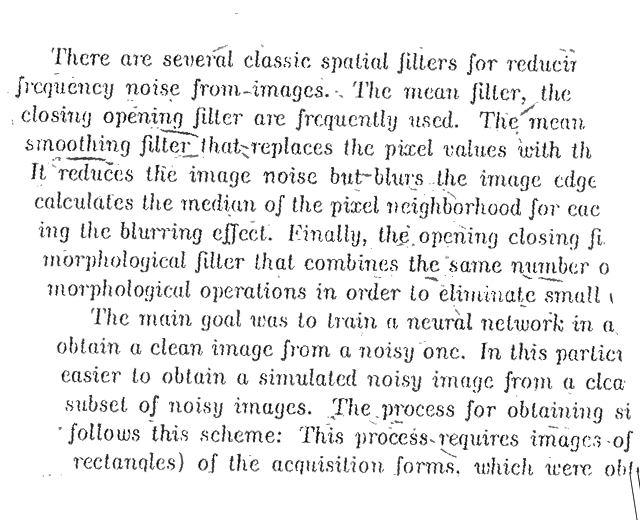 There are several classic spatial filters for reducin
frequency noise from images. The mean filter, the
closing opening filter are frequently used. The mean
smoothing filter that replaces the pixel values with th
It reduces the image noise but blurs the image edge
calculates the median of the pixel neighborhood for eac
ing the blurring effect. Finally, the opening closing fi
morphological filter that combines the same number o
morphological operations in order to eliminate small
The main goal was to train a neural network in a
obtain a clean image from a noisy one. In this particu
easier to obtain a simulated noisy image from a clea
subset of noisy images. The process for obtaining si
follows this scheme: This process requires images of
rectangles) of the acquisition forms, which were obt